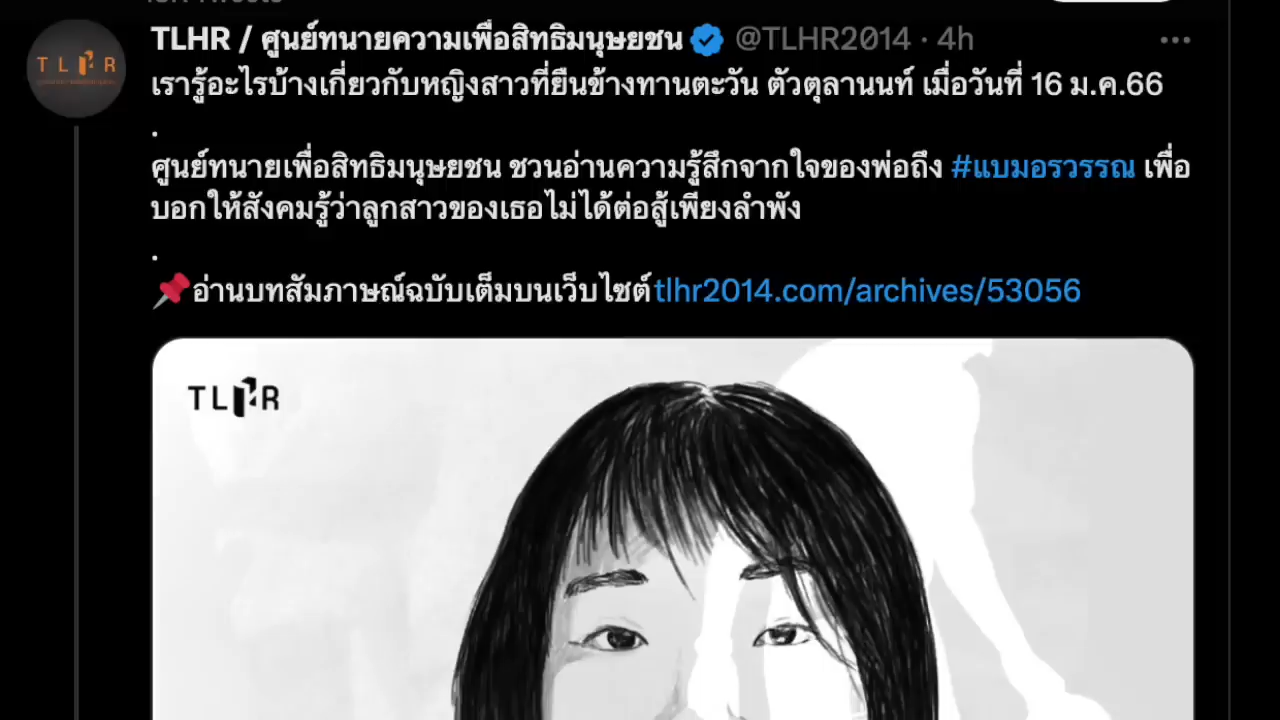 TLHR / ศูนย์ทนายความเพื่อสิทธิมนุษยชน @TLHR2014 · 4h
TLHR
เรารู้อะไรบ้างเกี่ยวกับหญิงสาวที่ยืนข้างทานตะวัน ตัวตุลานนท์ เมื่อวันที่ 16 ม.ค.66
.
ศูนย์ทนายเพื่อสิทธิมนุษยชน ชวนอ่านความรู้สึกจากใจของพ่อถึง #แบมอรวรรณ เพื่อ
บอกให้สังคมรู้ว่าลูกสาวของเธอไม่ได้ต่อสู้เพียงลำพัง
.
📌อ่านบทสัมภาษณ์ฉบับเต็มบนเว็บไซต์tlhr2014.com/archives/53056
TLHR